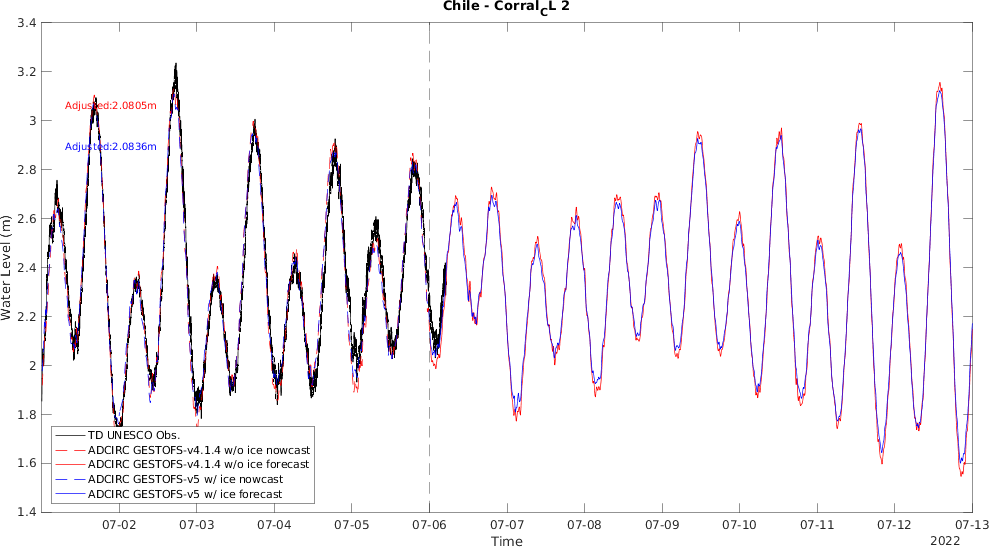 Chile - Corral_CL 2
3.4
3.2
3
2.8
2.6
2.4
2.2
2
1.8
1.6
1.4
Water Level (m)
Adjusted:2.0805m
Adjusted:2.0836m
TD UNESCO Obs.
ADCIRC GESTOFS-v4.1.4 w/o ice nowcast
ADCIRC GESTOFS-v4.1.4 w/o ice forecast
ADCIRC GESTOFS-v5 w/ ice nowcast
ADCIRC GESTOFS-v5 w/ ice forecast
07-02 07-03 07-04 07-05 07-06 07-07 07-08 07-09 07-10 07-11 07-12 07-13
Time
2022